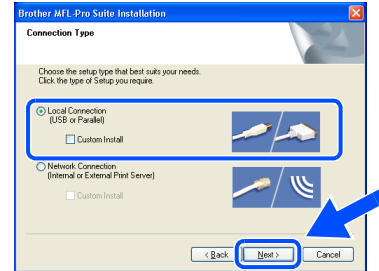 Brother MFL-Pro Suite Installation
Connection Type
Choose the setup type that best suits your needs.
Click the type of Setup you require.
Local Connection
(USB or Parallel)
Custom Install
Network Connection
(Internal or External Print Server)
Custom Install
< Back
Next >
Cancel